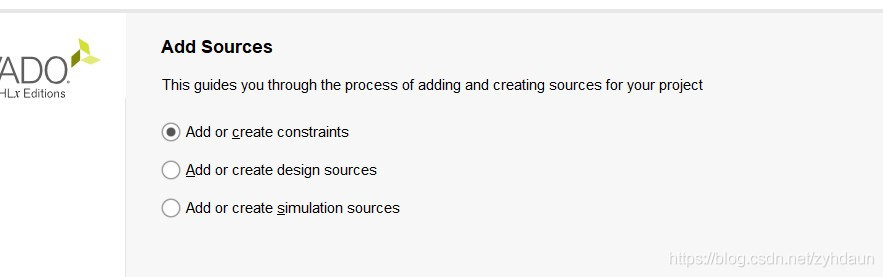 Add Sources
ADO
HLx Editions
This guides you through the process of adding and creating sources for your project
Add or create constraints
Add or create design sources
Add or create simulation sources
https://blog.csdn.net/zyhdaun